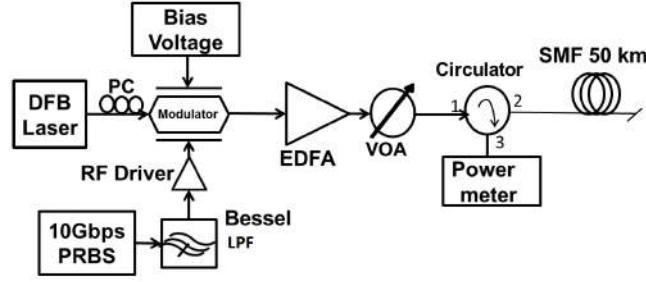 Bias
Voltage
SMF 50 km
PC
Circulator
DFB
Laser
Modulator
1
2
3
EDFA
VOA
RF Driver
Power
meter
10Gbps
PRBS
Bessel
LPF